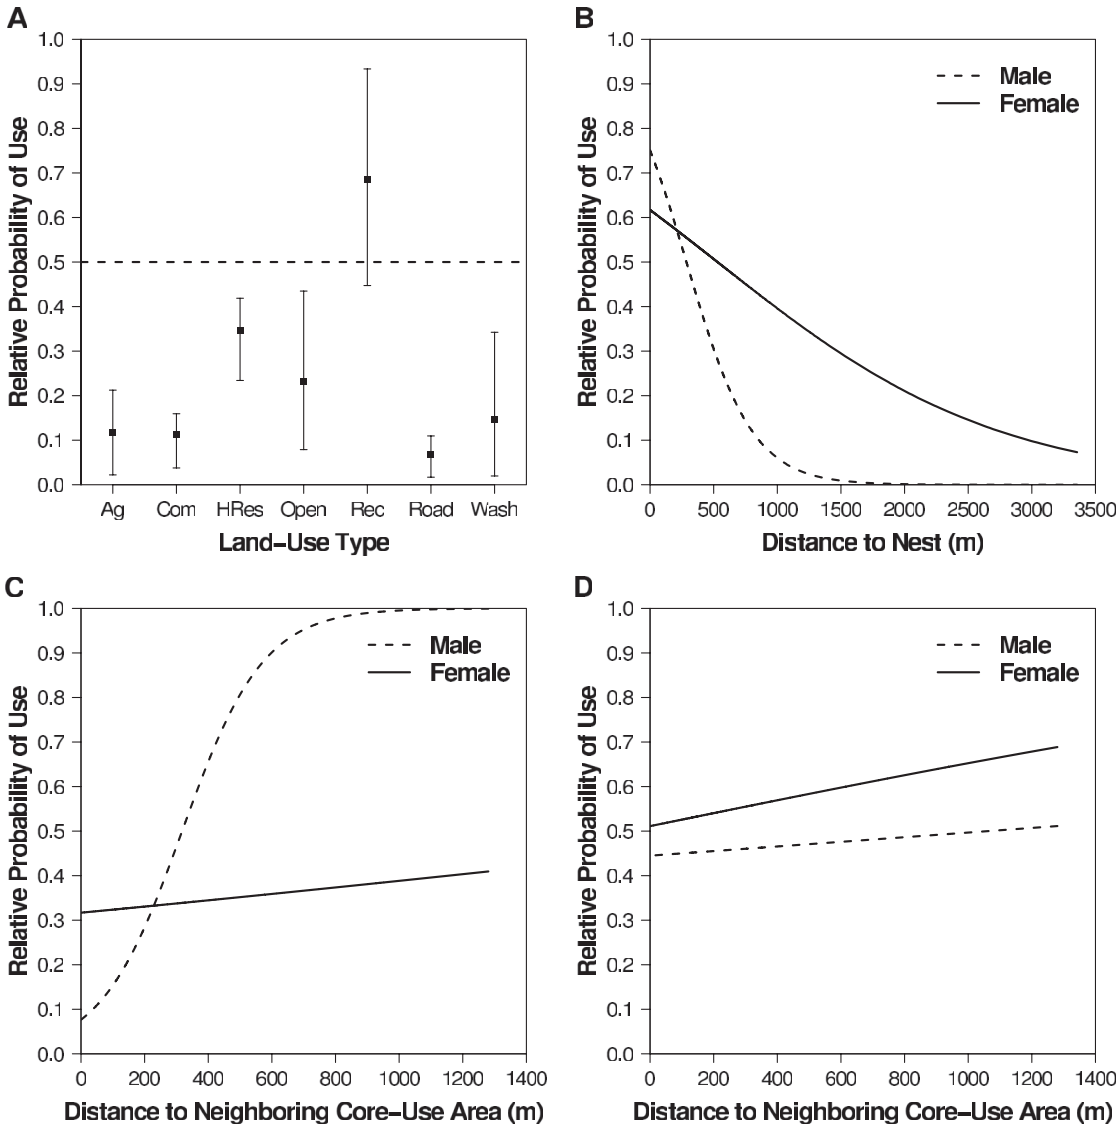 A
Relative Probability of Use
1.0
0.9
0.8
0.7
0.6
0.5
0.4
0.3
0.2
0.1
0.0
Ag Com HRes Open Rec Road Wash
Land-Use Type
B
Relative Probability of Use
1.0
0.9
0.8
0.7
0.6
0.5
0.4
0.3
0.2
0.1
0.0
Male
Female
0 500 1000 1500 2000 2500 3000 3500
Distance to Nest (m)
C
Relative Probability of Use
1.0
0.9
0.8
0.7
0.6
0.5
0.4
0.3
0.2
0.1
0.0
Male
Female
0 200 400 600 800 1000 1200 1400
Distance to Neighboring Core-Use Area (m)
D
Relative Probability of Use
1.0
0.9
0.8
0.7
0.6
0.5
0.4
0.3
0.2
0.1
0.0
Male
Female
0 200 400 600 800 1000 1200 1400
Distance to Neighboring Core-Use Area (m)